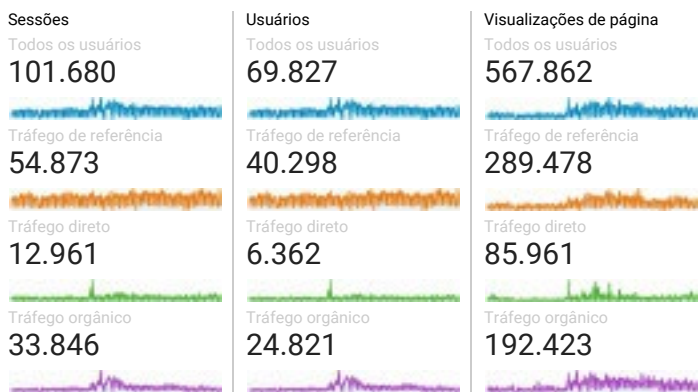 Sessões
Todos os usuários
101.680
Tráfego de referência
54.873
Tráfego direto
12.961
Tráfego orgânico
33.846
Usuários
Todos os usuários
69.827
Tráfego de referência
40.298
Tráfego direto
6.362
Tráfego orgânico
24.821
Visualizações de página
Todos os usuários
567.862
Tráfego de referência
289.478
Tráfego direto
85.961
Tráfego orgânico
192.423